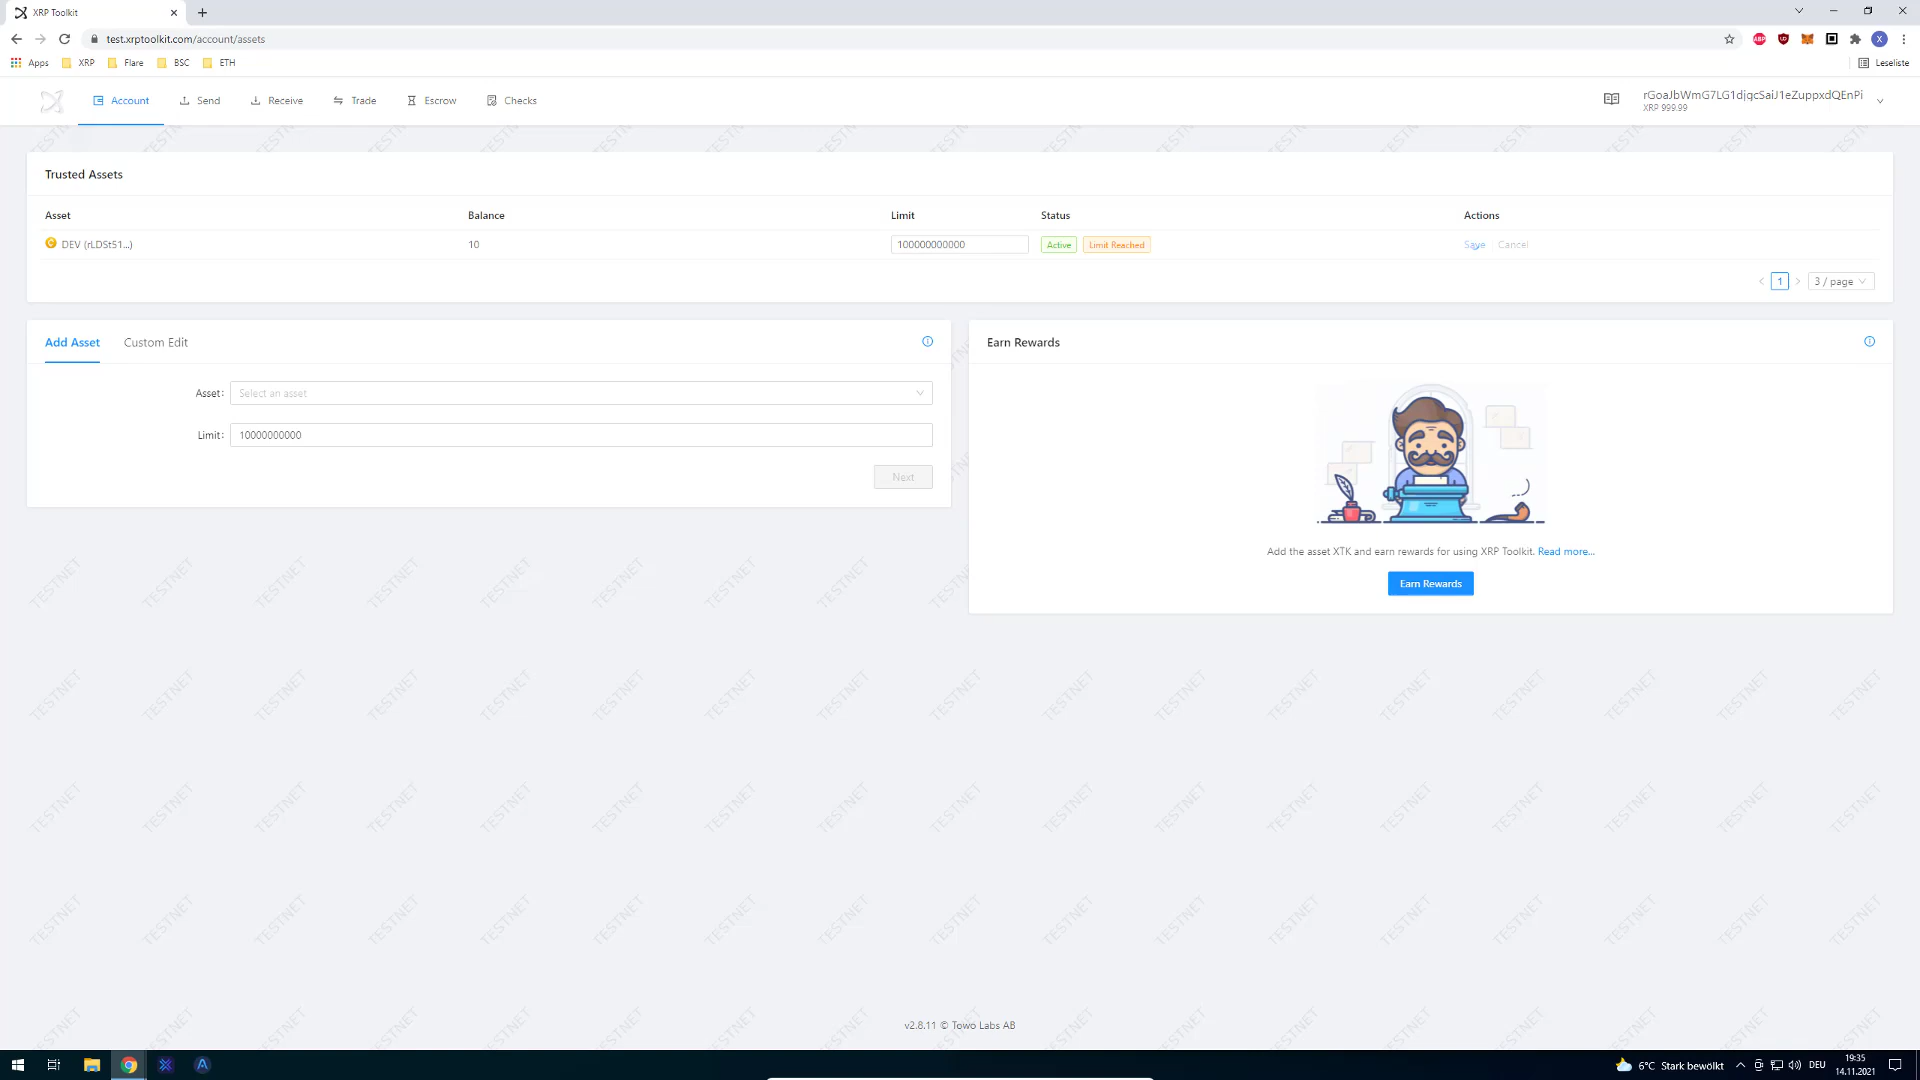 XRP Toolkit
test.xrptoolkit.com/account/assets
Apps XRP Flare BSC ETH Leseliste
Account Send Receive Trade Escrow Checks
rGoaJbWmG7LG1djgcSaiJ1eZuppxdQEnPi
XRP 999.99
Trusted Assets
Asset Balance Limit Status Actions
DEV (rLDSt51...) 10 100000000000 Active Limit Reached Save Cancel
1 3 / page
Add Asset Custom Edit
Asset: Select an asset
Limit: 10000000000
Next
Earn Rewards
Add the asset XTK and earn rewards for using XRP Toolkit. Read more...
Earn Rewards
TESTNET
v2.8.11 © Towo Labs AB
6°C Stark bewölkt DEU
19:35
14.11.2021